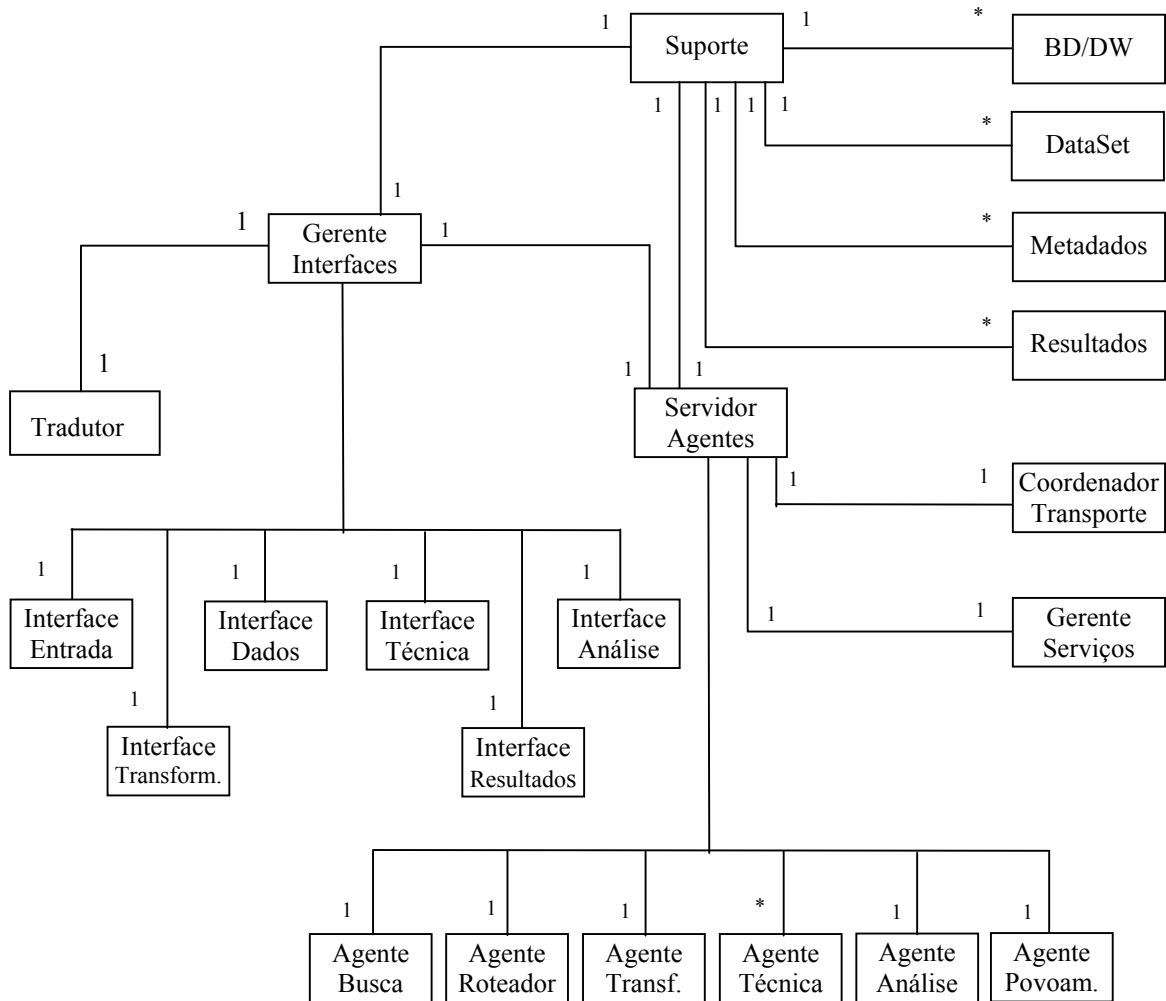 1
Suporte
1
*
BD/DW
1
1
1
1
*
DataSet
1
1
Gerente
Interfaces
1
*
Metadados
*
Resultados
1
Tradutor
1
1
Servidor
Agentes
1
1
Coordenador
Transporte
1
1
Gerente
Serviços
1
Interface
Entrada
1
Interface
Dados
1
Interface
Técnica
1
Interface
Análise
1
Interface
Transform.
1
Interface
Resultados
1
Agente
Busca
1
Agente
Roteador
1
Agente
Transf.
*
Agente
Técnica
1
Agente
Análise
1
Agente
Povoam.